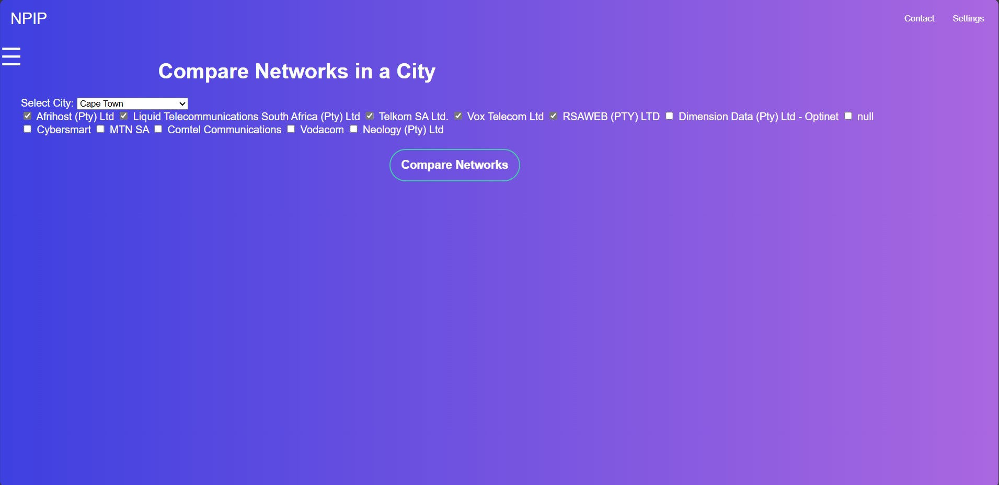 NPIP
Contact Settings
Compare Networks in a City
Select City: Cape Town
Afrihost (Pty) Ltd Liquid Telecommunications South Africa (Pty) Ltd Telkom SA Ltd. Vox Telecom Ltd RSAWEB (PTY) LTD Dimension Data (Pty) Ltd - Optinet null
Cybersmart MTN SA Comtel Communications Vodacom Neology (Pty) Ltd
Compare Networks